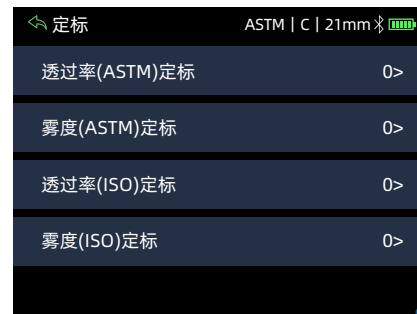 定标 ASTM | C | 21mm
透过率(ASTM)定标 0>
雾度(ASTM)定标 0>
透过率(ISO)定标 0>
雾度(ISO)定标 0>